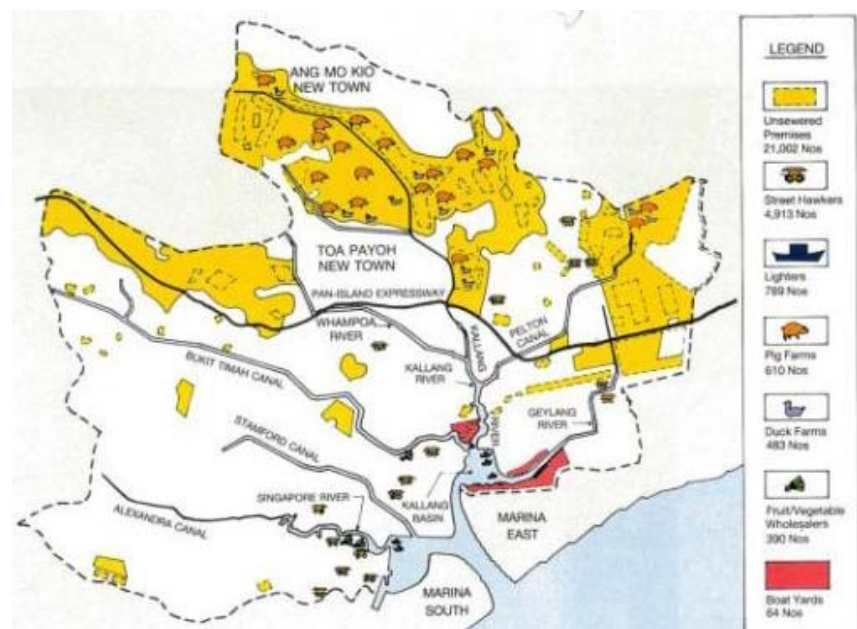 ANG MO KIO
NEW TOWN
TOA PAYOH
NEW TOWN
PAN-ISLAND EXPRESSWAY
WHAMPOA
RIVER
KALLANG
PELTON
CANAL
BUKIT TIMAH CANAL
KALLANG
RIVER
RIVER
GEYLANG
RIVER
STAMFORD CANAL
SINGAPORE RIVER
KALLANG
BASIN
ALEXANDRA CANAL
MARINA
EAST
MARINA
SOUTH
LEGEND
Unsewered
Premises
21,002 Nos
Street Hawkers
4,913 Nos
Lighters
789 Nos
Pig Farms
610 Nos
Duck Farms
483 Nos
Fruit/Vegetable
Wholesalers
390 Nos
Boat Yards
64 Nos